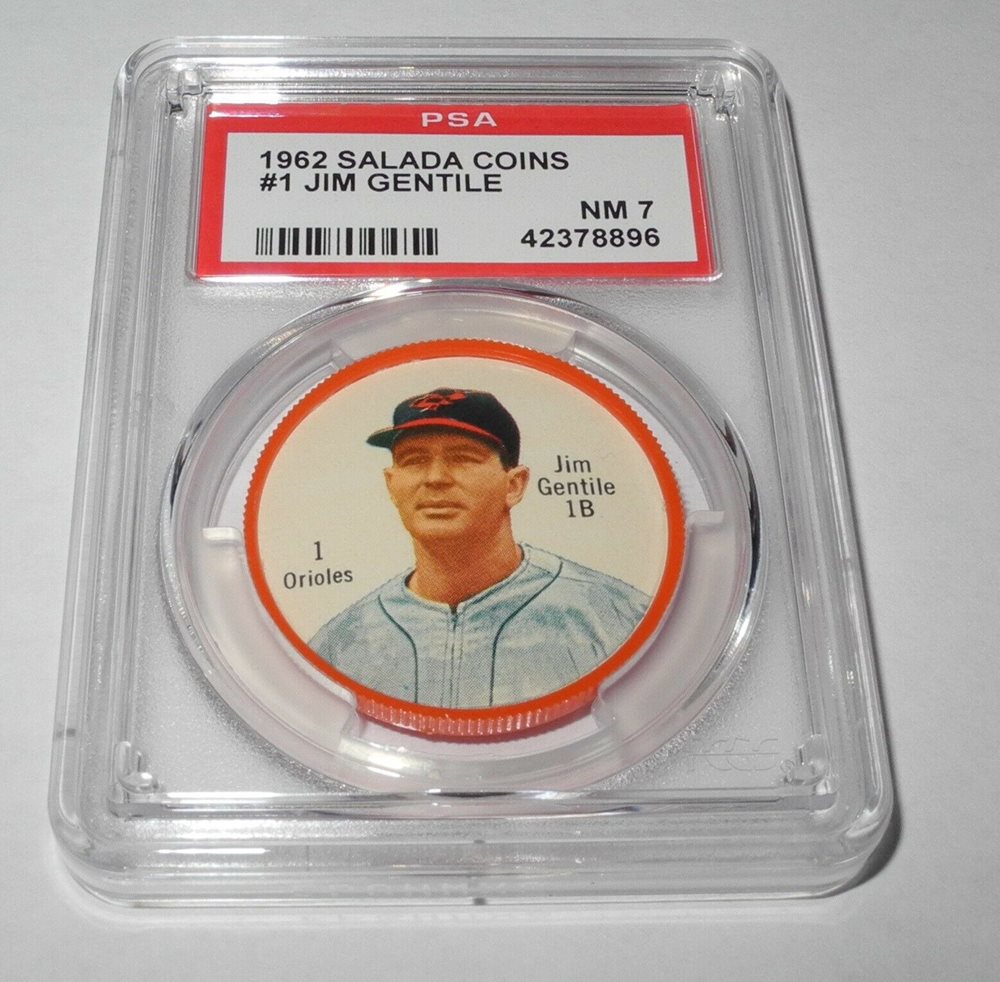 PSA
1962 SALADA COINS
#1 JIM GENTILE
NM 7
42378896
Jim
Gentile
1B
1
Orioles